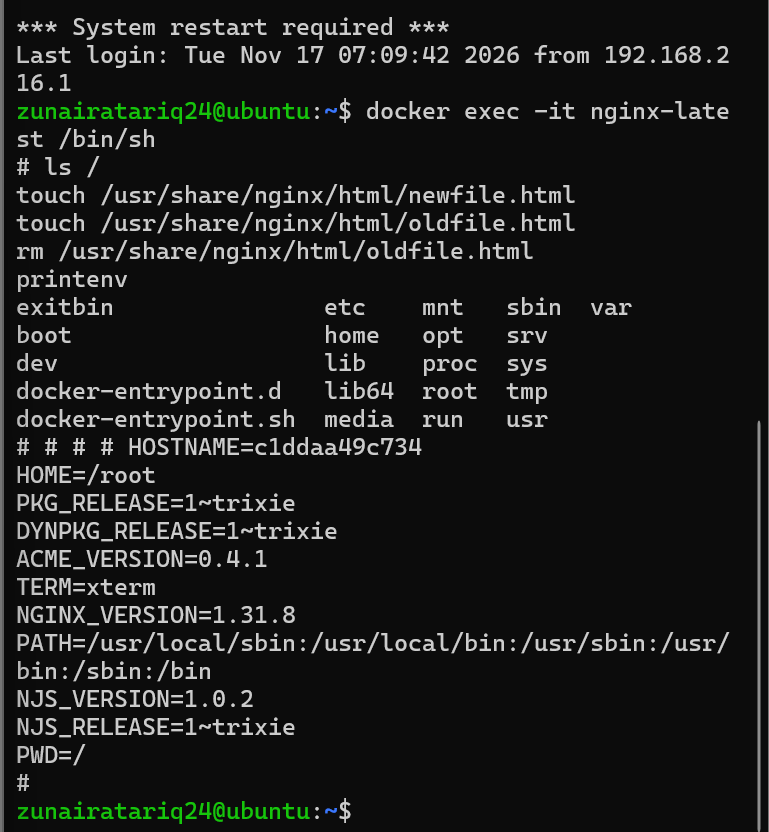 *** System restart required ***
Last login: Tue Nov 17 07:09:42 2026 from 192.168.2
16.1
zunairatariq24@ubuntu:~$ docker exec -it nginx-late
st /bin/sh
# ls /
touch /usr/share/nginx/html/newfile.html
touch /usr/share/nginx/html/oldfile.html
rm /usr/share/nginx/html/oldfile.html
printenv
exitbin                etc    mnt   sbin  var
boot                  home   opt   srv
dev                   lib    proc  sys
docker-entrypoint.d   lib64  root  tmp
docker-entrypoint.sh  media  run   usr
# # # # HOSTNAME=c1ddaa49c734
HOME=/root
PKG_RELEASE=1~trixie
DYNPKG_RELEASE=1~trixie
ACME_VERSION=0.4.1
TERM=xterm
NGINX_VERSION=1.31.8
PATH=/usr/local/sbin:/usr/local/bin:/usr/sbin:/usr/
bin:/sbin:/bin
NJS_VERSION=1.0.2
NJS_RELEASE=1~trixie
PWD=/
#
zunairatariq24@ubuntu:~$